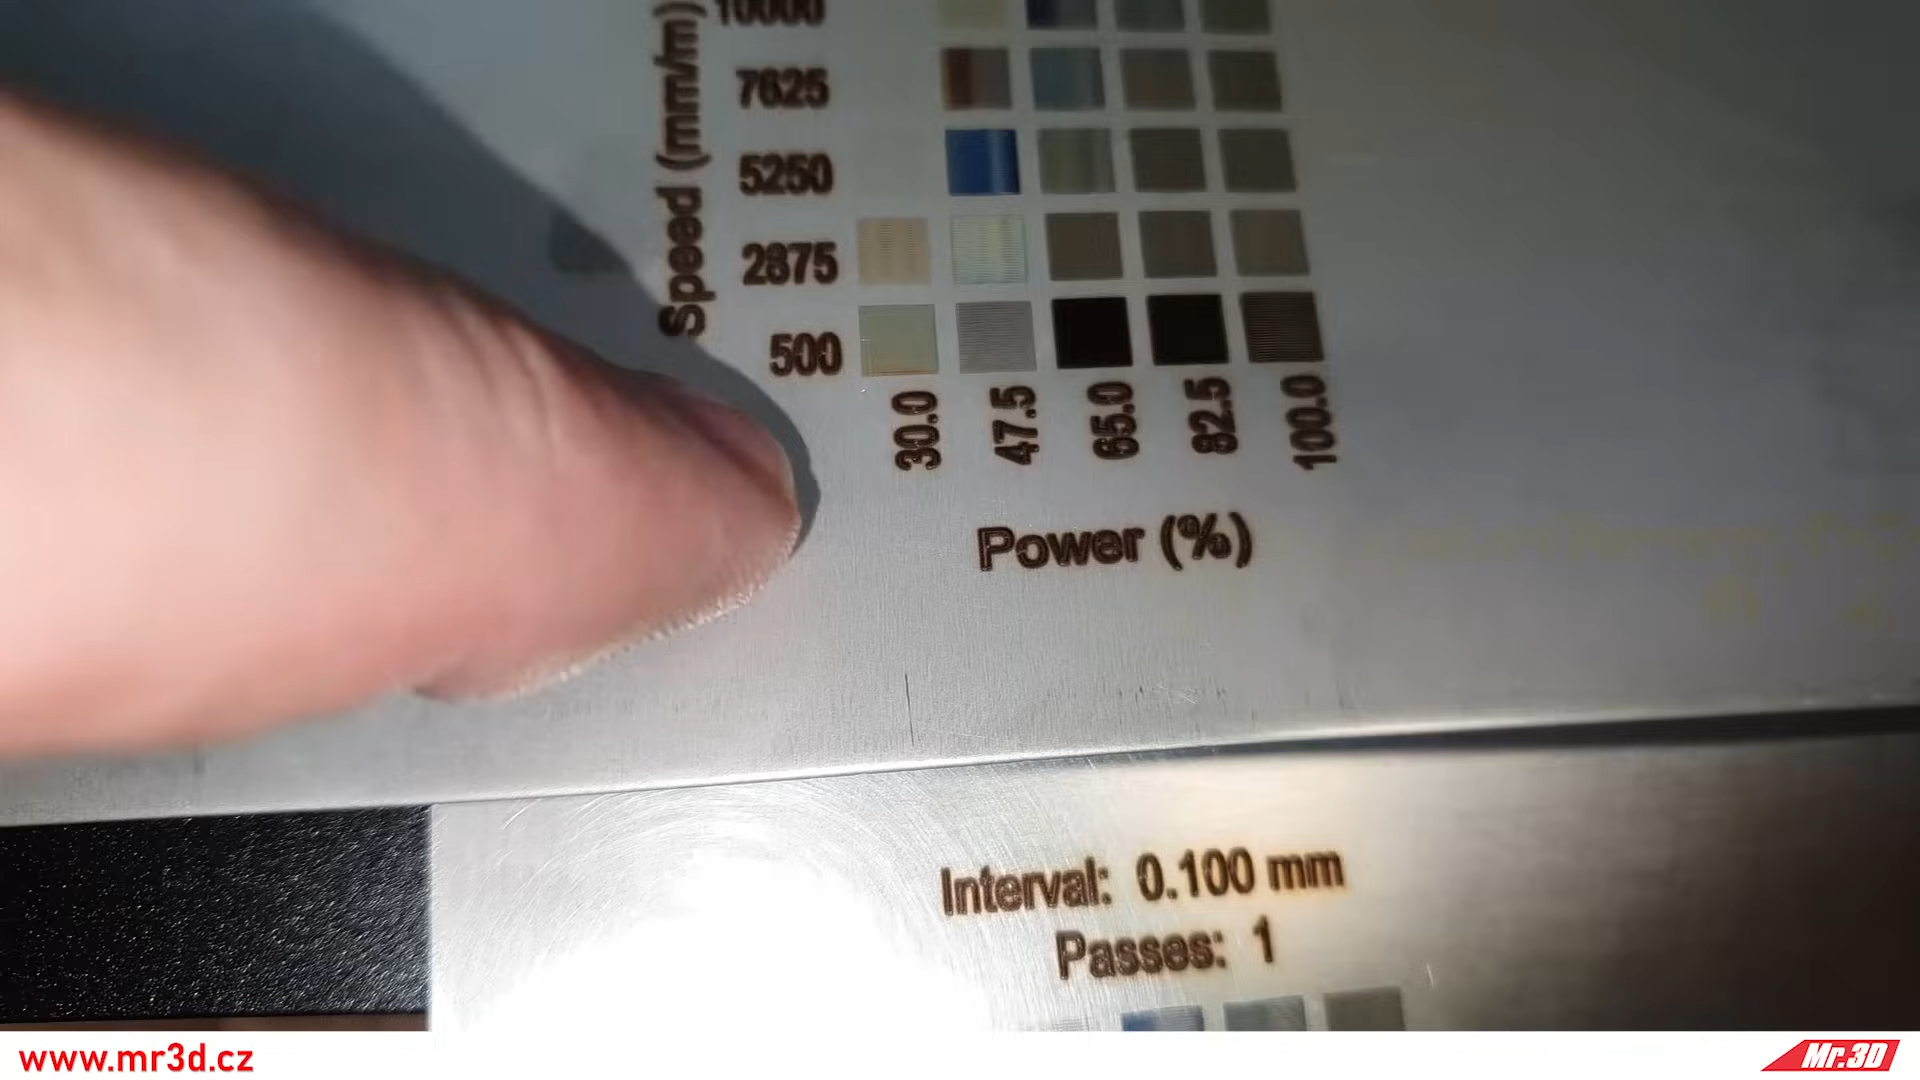 Speed (mm/m)
10000
7625
5250
2875
500
30.0 47.5 65.0 82.5 100.0
Power (%)
Interval: 0.100 mm
Passes: 1
www.mr3d.cz
Mr.3D